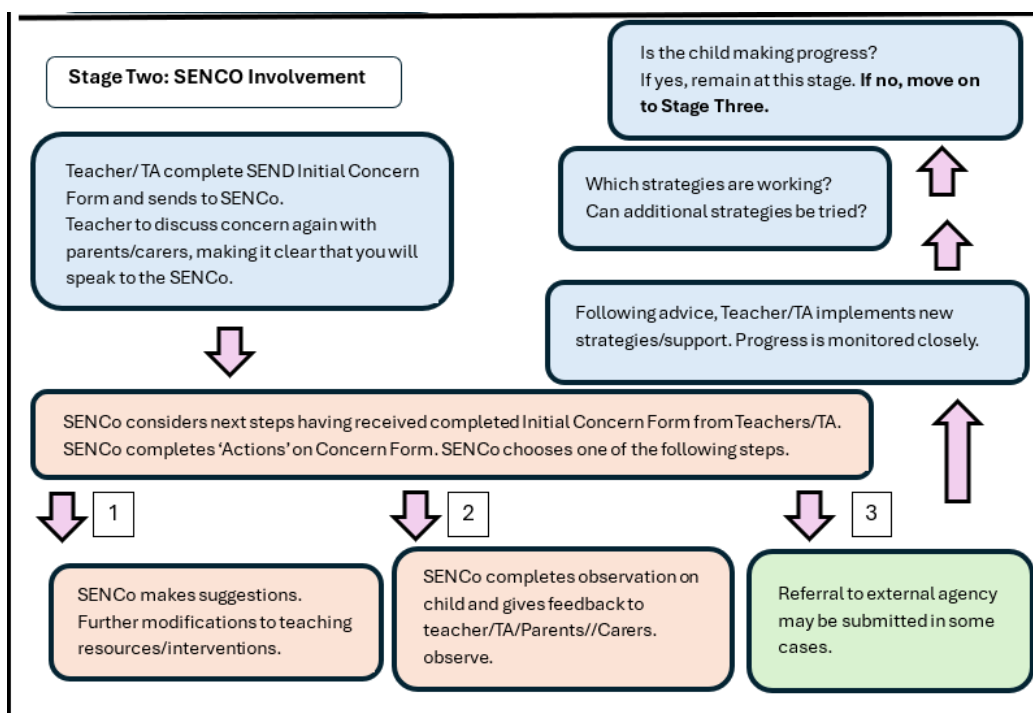 Stage Two: SENCO Involvement
Teacher/ TA complete SEND Initial Concern
Form and sends to SENCo.
Teacher to discuss concern again with
parents/carers, making it clear that you will
speak to the SENCo.
SENCo considers next steps having received completed Initial Concern Form from Teachers/TA.
SENCo completes ‘Actions’ on Concern Form. SENCo chooses one of the following steps.
1
SENCo makes suggestions.
Further modifications to teaching
resources/interventions.
2
SENCo completes observation on
child and gives feedback to
teacher/TA/Parents//Carers.
observe.
3
Referral to external agency
may be submitted in some
cases.
Following advice, Teacher/TA implements new
strategies/support. Progress is monitored closely.
Which strategies are working?
Can additional strategies be tried?
Is the child making progress?
If yes, remain at this stage. If no, move on
to Stage Three.